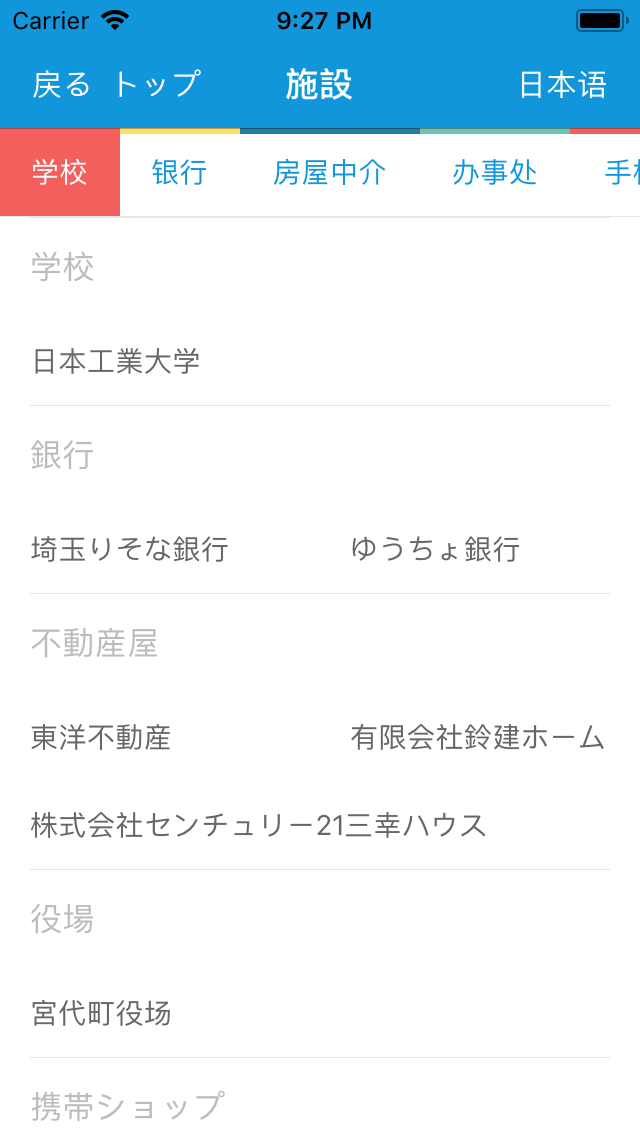 Carrier 9:27 PM
戻る トップ 施設 日本语
学校 银行 房屋中介 办事处 手
学校
日本工業大学
銀行
埼玉りそな銀行 ゆうちょ銀行
不動産屋
東洋不動産 有限会社鈴建ホーム
株式会社センチュリー21三幸ハウス
役場
宮代町役场
携帯ショップ